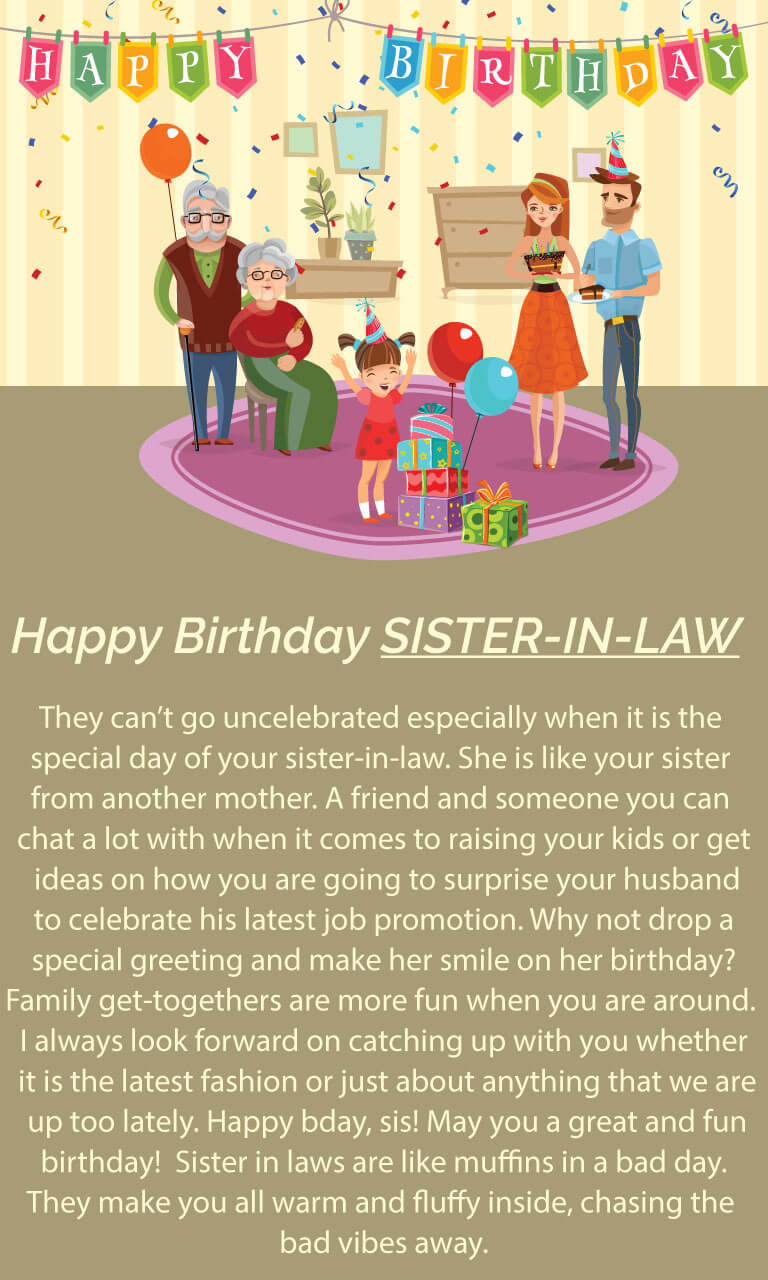 HAPPY BIRTHDAY
Happy Birthday SISTER-IN-LAW
They can’t go uncelebrated especially when it is the
special day of your sister-in-law. She is like your sister
from another mother. A friend and someone you can
chat a lot with when it comes to raising your kids or get
ideas on how you are going to surprise your husband
to celebrate his latest job promotion. Why not drop a
special greeting and make her smile on her birthday?
Family get-togethers are more fun when you are around.
I always look forward on catching up with you whether
it is the latest fashion or just about anything that we are
up too lately. Happy bday, sis! May you a great and fun
birthday!  Sister in laws are like muffins in a bad day.
They make you all warm and fluffy inside, chasing the
bad vibes away.